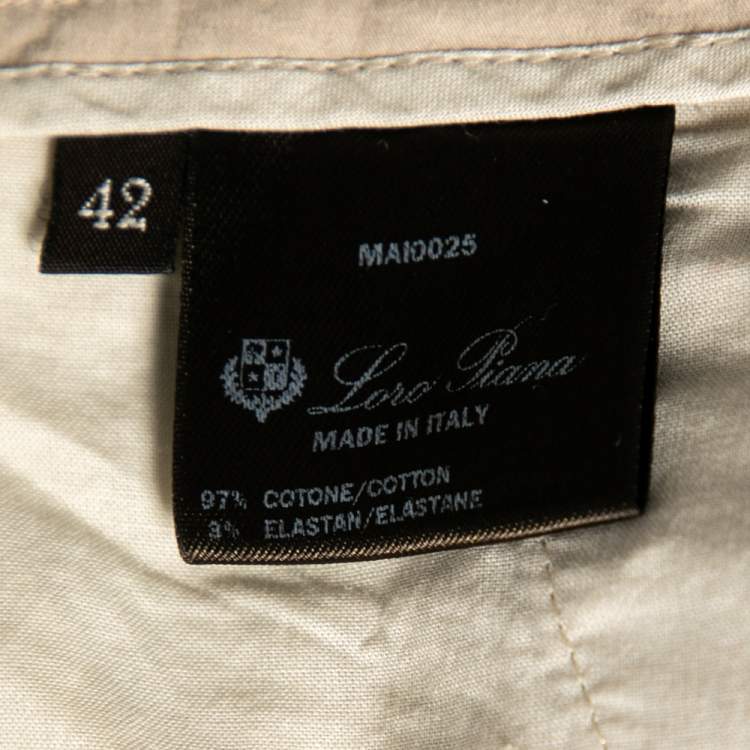 42
MAI0025
Loro Piana
MADE IN ITALY
97% COTONE/COTTON
3% ELASTAN/ELASTANE